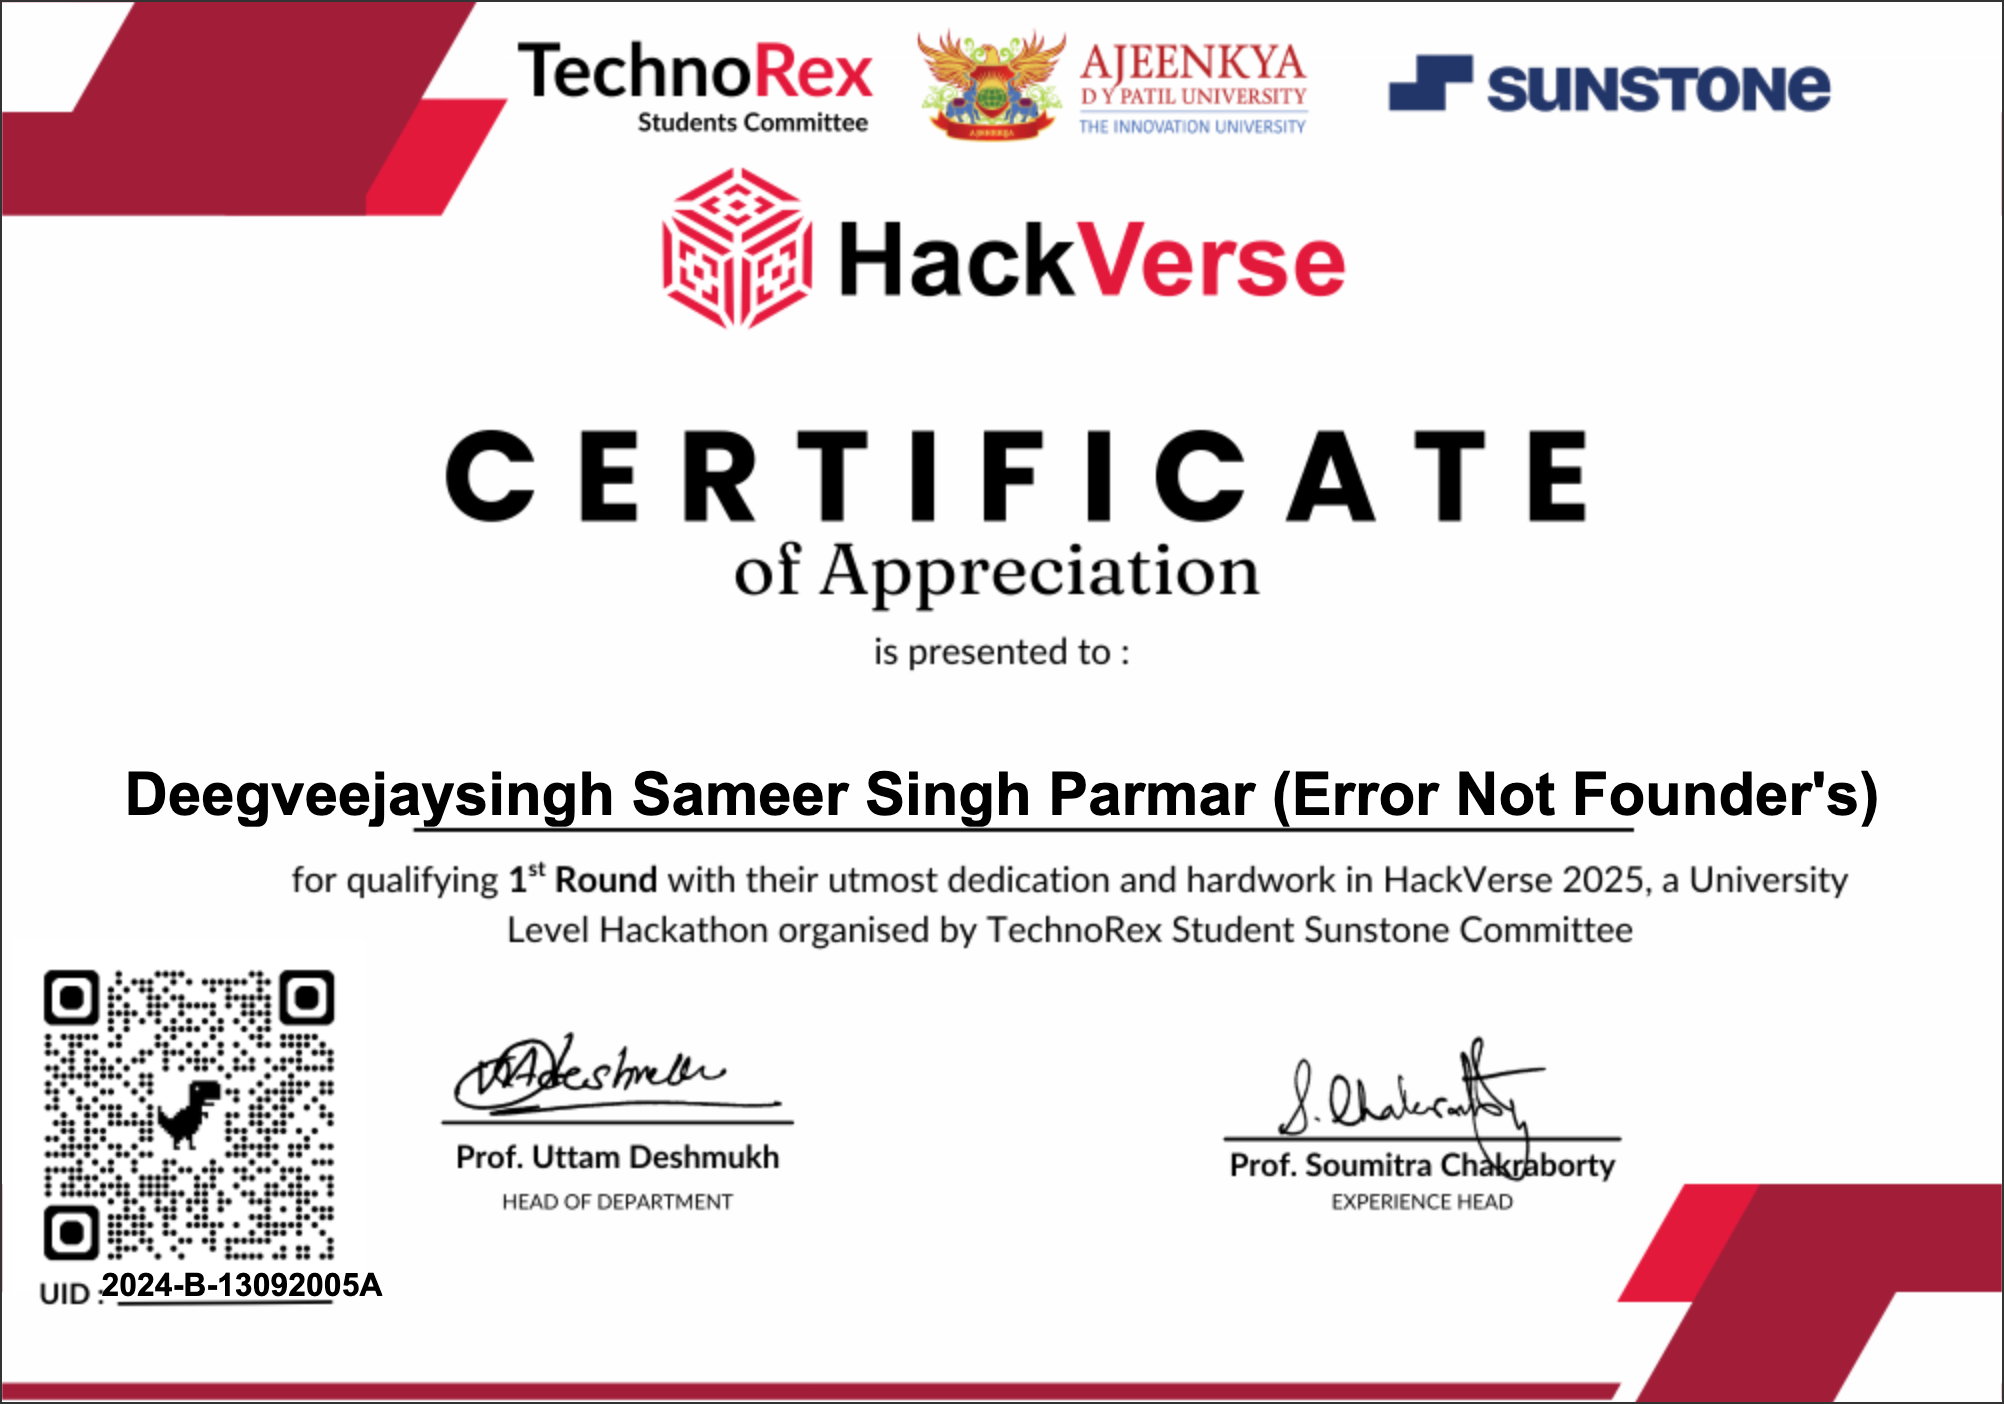 TechnoRex
Students Committee
AJEENKYA
D Y PATIL UNIVERSITY
THE INNOVATION UNIVERSITY
AJEENKYA
SUNSTONe
HackVerse
CERTIFICATE
of Appreciation
is presented to :
Deegveejaysingh Sameer Singh Parmar (Error Not Founder's)
for qualifying 1st Round with their utmost dedication and hardwork in HackVerse 2025, a University
Level Hackathon organised by TechnoRex Student Sunstone Committee
Prof. Uttam Deshmukh
HEAD OF DEPARTMENT
S. Chakraborty
Prof. Soumitra Chakraborty
EXPERIENCE HEAD
UID : 2024-B-13092005A